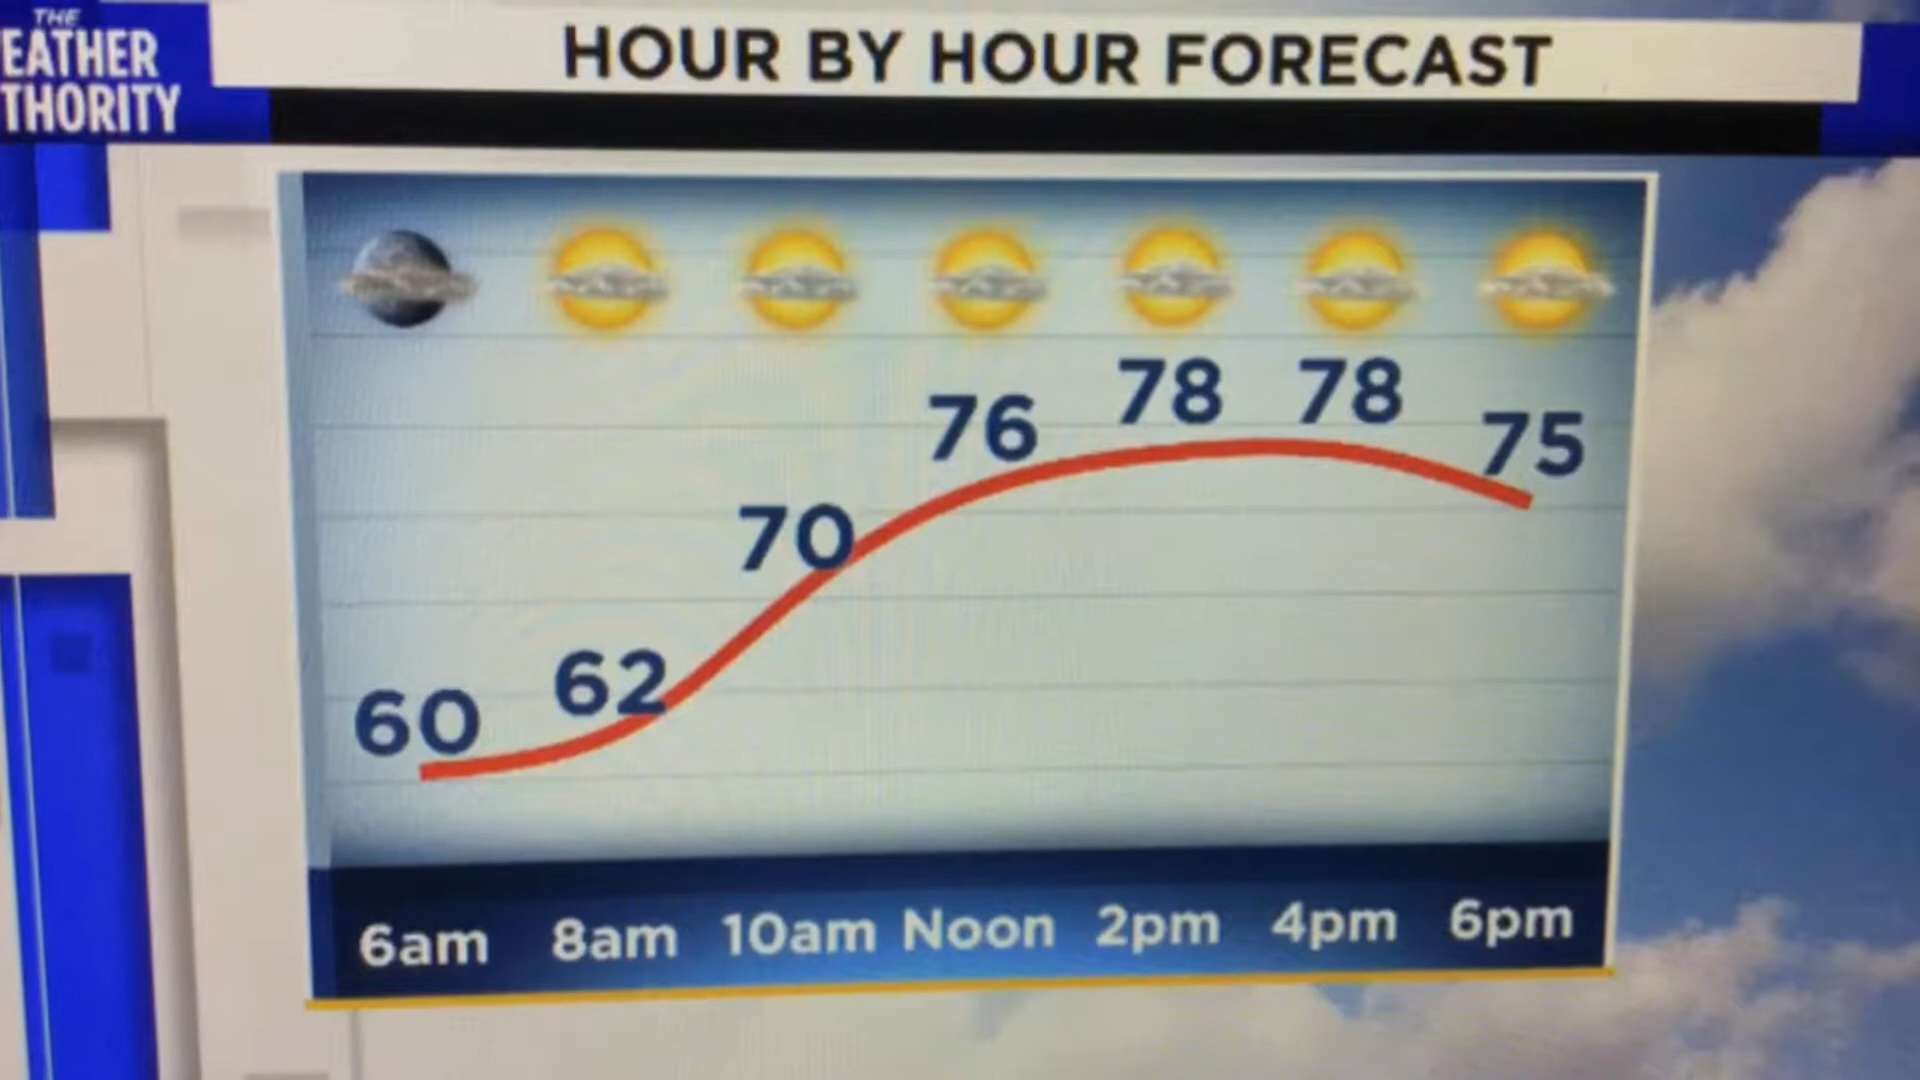 THE
EATHER
THORITY
HOUR BY HOUR FORECAST
60 62 70 76 78 78 75
6am 8am 10am Noon 2pm 4pm 6pm